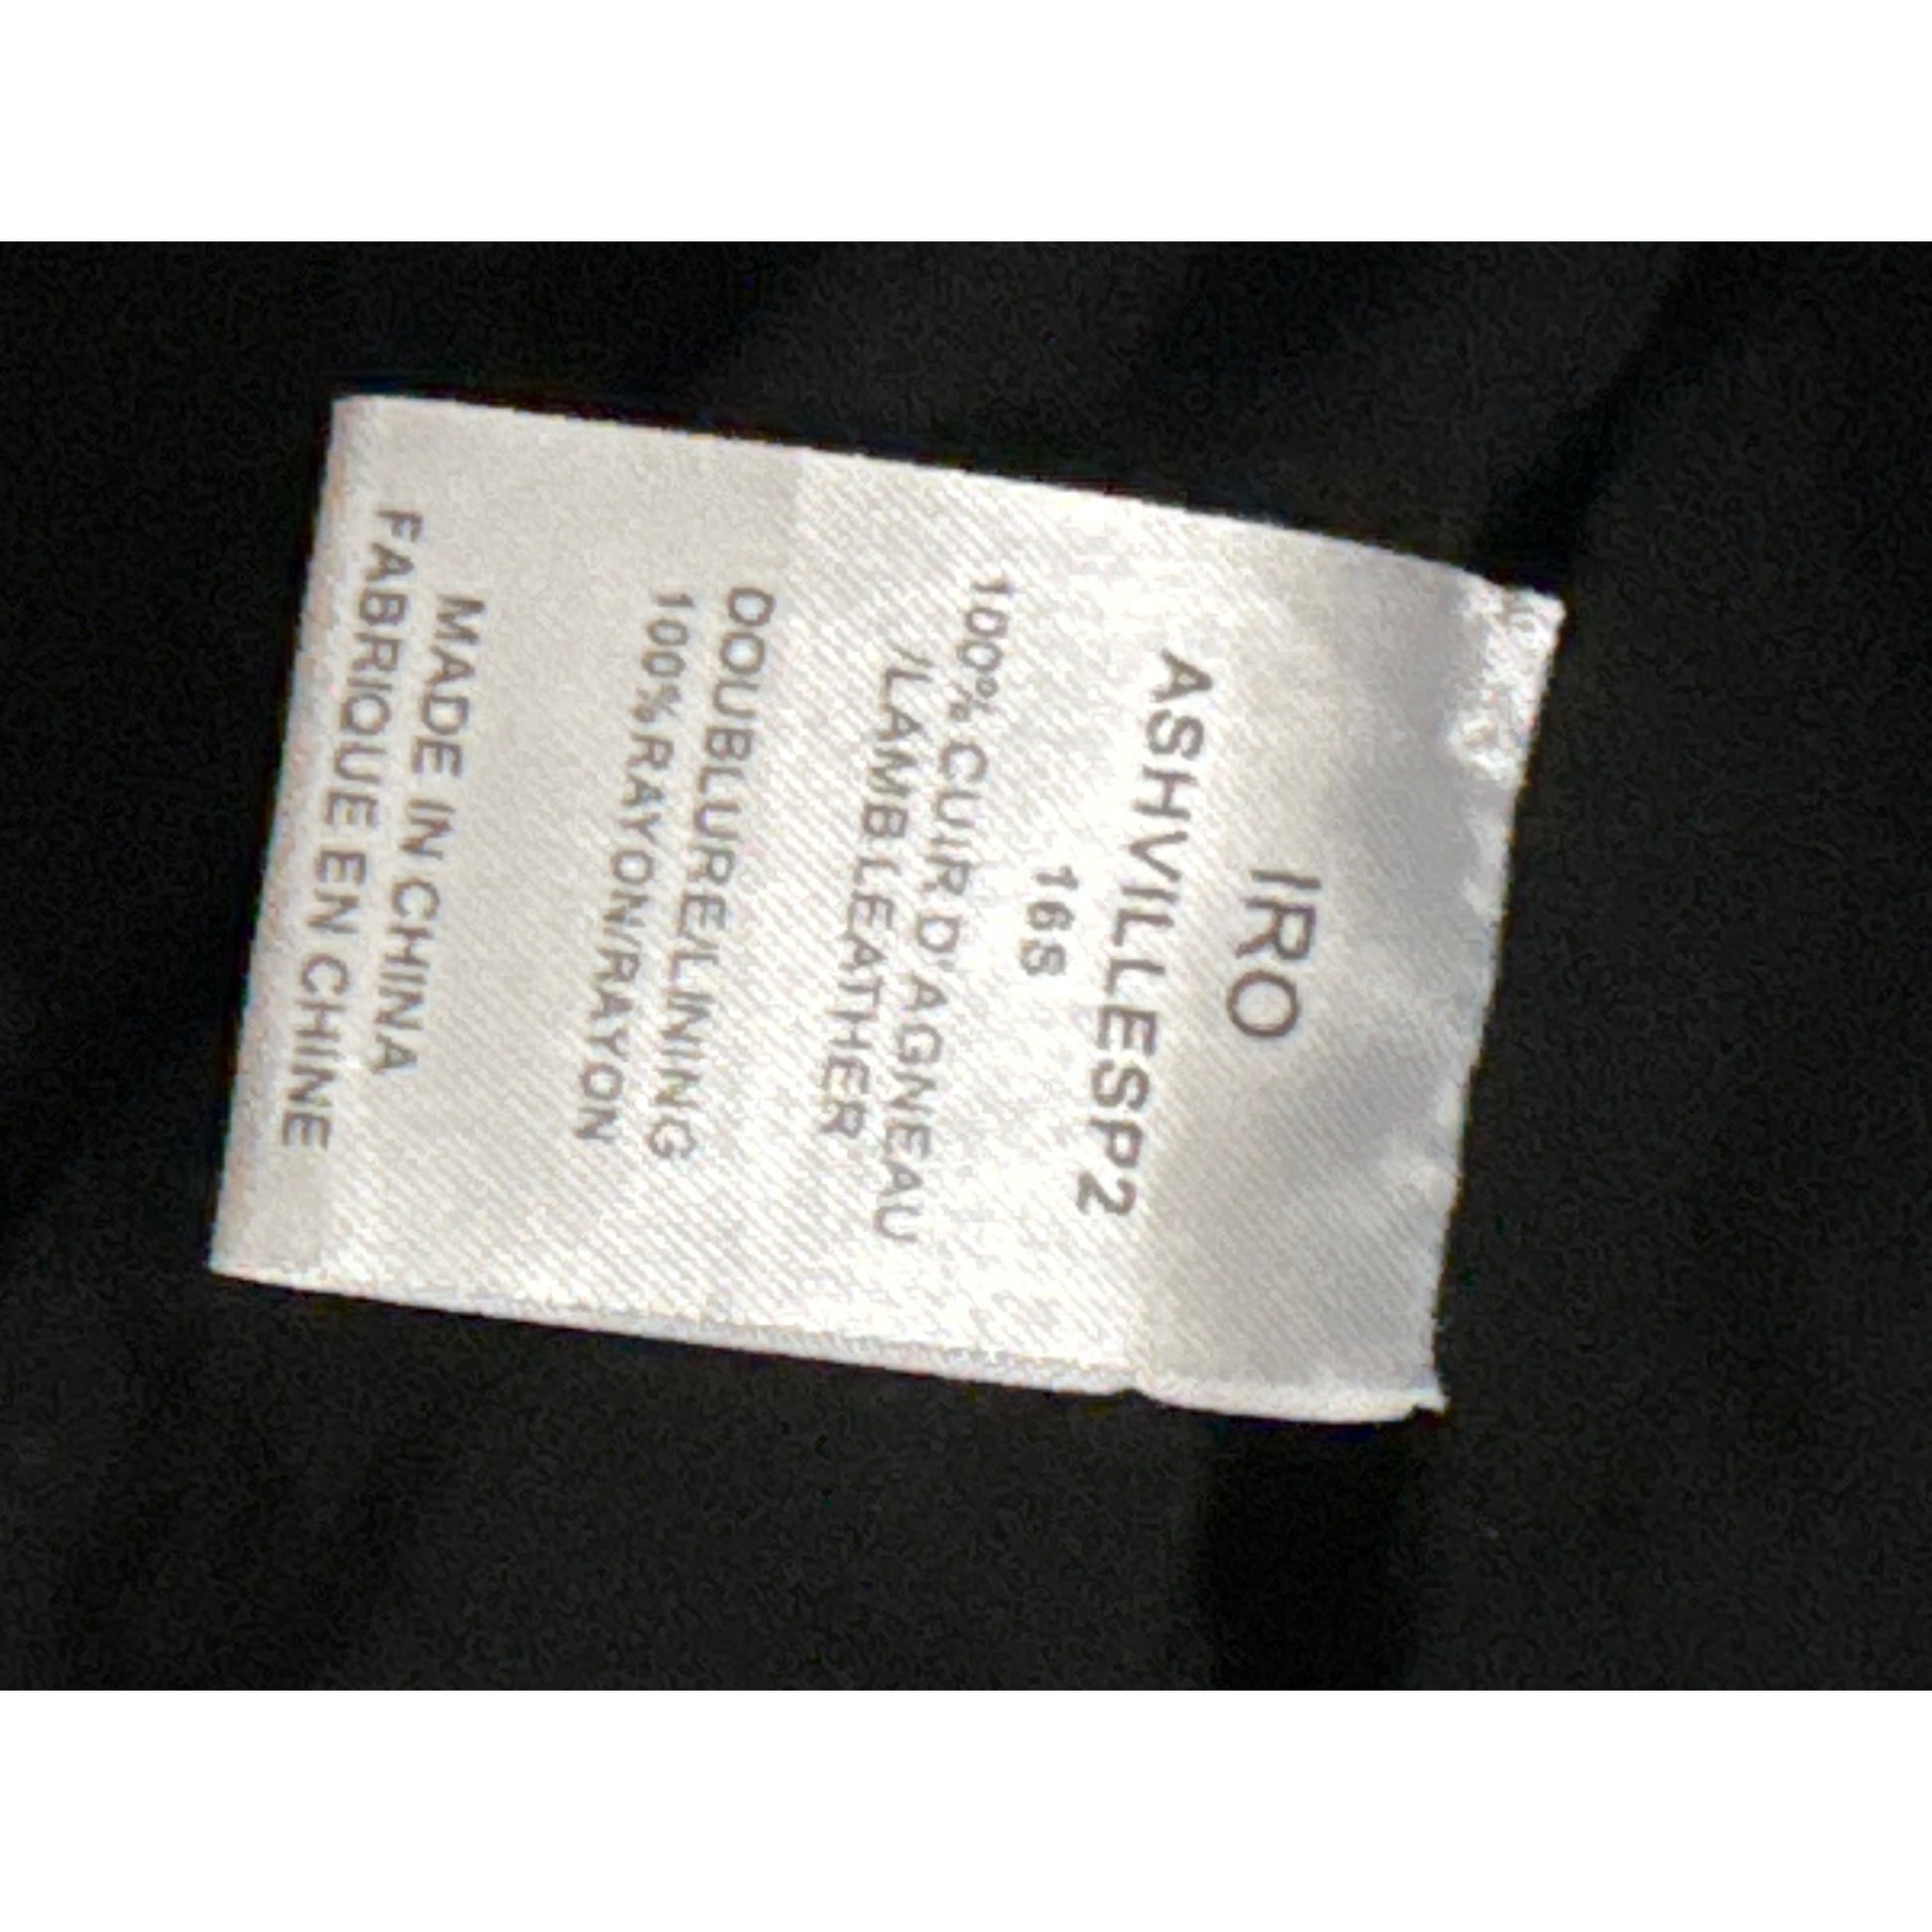 IRO
ASHVILLESP2
16S
100% CUIR D'AGNEAU
/LAMB LEATHER
DOUBLURE/LINING
100%RAYON/RAYON
MADE IN CHINA
FABRIQUE EN CHINE